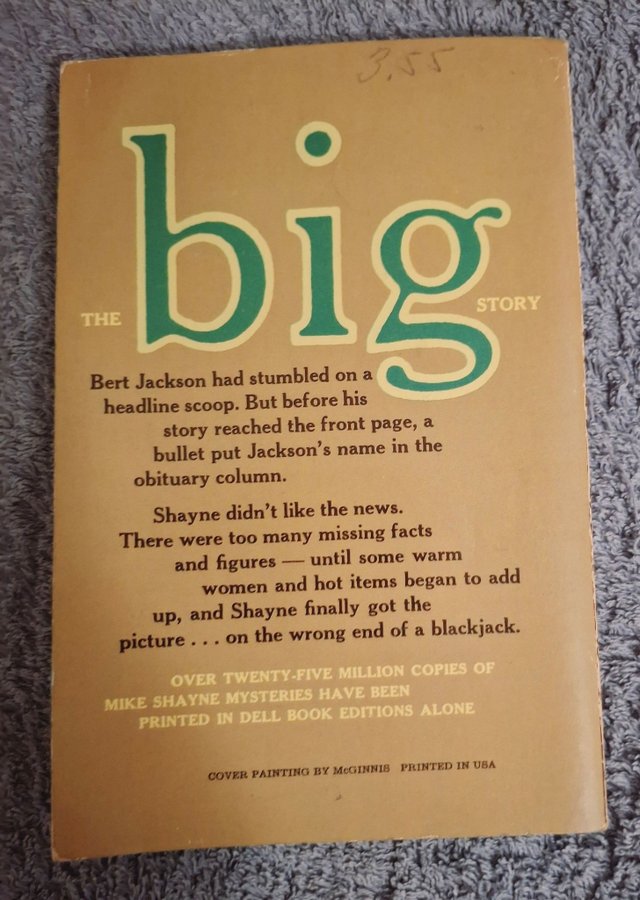 3.55
THE big STORY
Bert Jackson had stumbled on a
headline scoop. But before his
story reached the front page, a
bullet put Jackson's name in the
obituary column.
Shayne didn't like the news.
There were too many missing facts
and figures — until some warm
women and hot items began to add
up, and Shayne finally got the
picture . . . on the wrong end of a blackjack.
OVER TWENTY-FIVE MILLION COPIES OF
MIKE SHAYNE MYSTERIES HAVE BEEN
PRINTED IN DELL BOOK EDITIONS ALONE
COVER PAINTING BY McGINNIS PRINTED IN USA